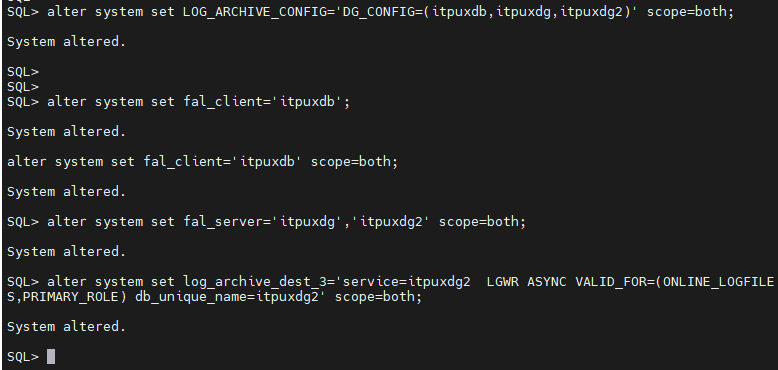 SQL> alter system set LOG_ARCHIVE_CONFIG='DG_CONFIG=(itpuxdb,itpuxdg,itpuxdg2)' scope=both;
System altered.
SQL>
SQL>
SQL> alter system set fal_client='itpuxdb';
System altered.
alter system set fal_client='itpuxdb' scope=both;
System altered.
SQL> alter system set fal_server='itpuxdg','itpuxdg2' scope=both;
System altered.
SQL> alter system set log_archive_dest_3='service=itpuxdg2  LGWR ASYNC VALID_FOR=(ONLINE_LOGFILE
S,PRIMARY_ROLE) db_unique_name=itpuxdg2' scope=both;
System altered.
SQL>